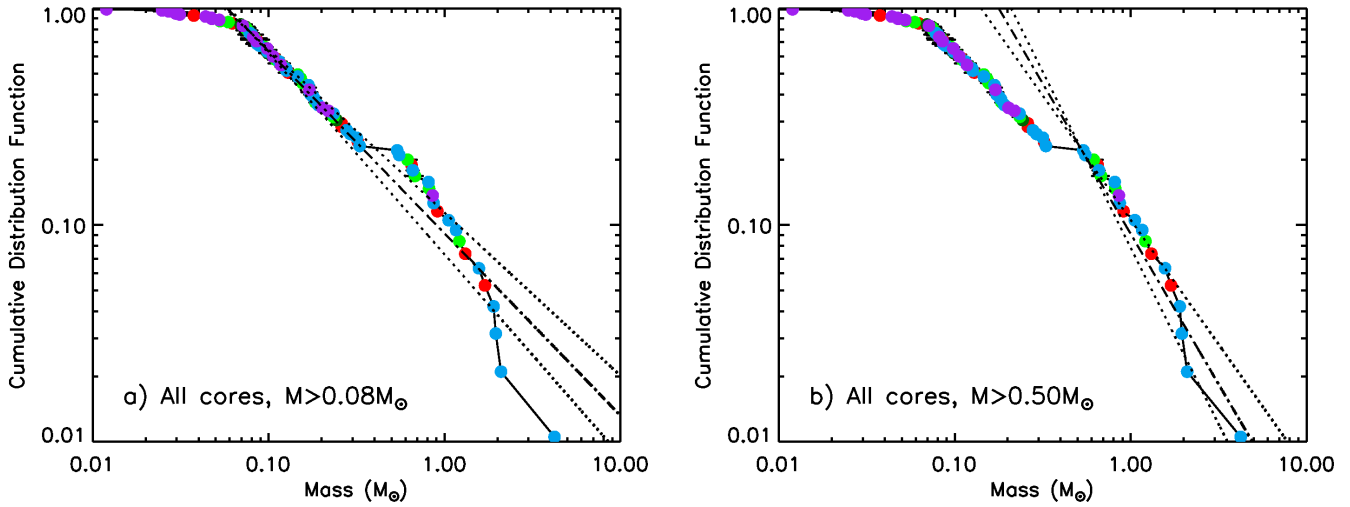 Cumulative Distribution Function
1.00
0.10
0.01
a) All cores, M>0.08M⊙
0.01
0.10
1.00
10.00
Mass (M⊙)
Cumulative Distribution Function
1.00
0.10
0.01
b) All cores, M>0.50M⊙
0.01
0.10
1.00
10.00
Mass (M⊙)